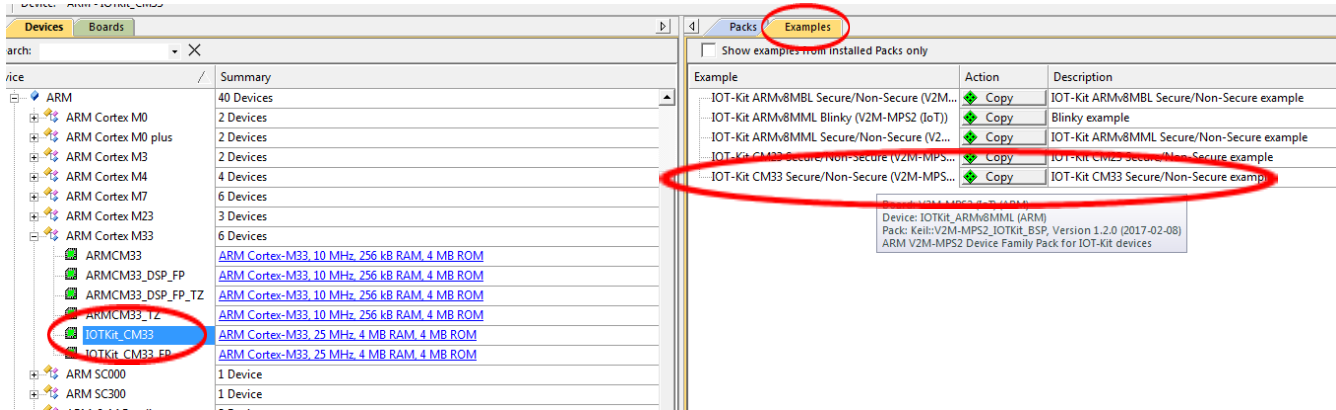 Device: ARM - IOTKit_CM33
Devices Boards
arch:
vice Summary
ARM 40 Devices
ARM Cortex M0 2 Devices
ARM Cortex M0 plus 2 Devices
ARM Cortex M3 2 Devices
ARM Cortex M4 4 Devices
ARM Cortex M7 6 Devices
ARM Cortex M23 3 Devices
ARM Cortex M33 6 Devices
ARMCM33 ARM Cortex-M33, 10 MHz, 256 kB RAM, 4 MB ROM
ARMCM33_DSP_FP ARM Cortex-M33, 10 MHz, 256 kB RAM, 4 MB ROM
ARMCM33_DSP_FP_TZ ARM Cortex-M33, 10 MHz, 256 kB RAM, 4 MB ROM
ARMCM33_TZ ARM Cortex-M33, 10 MHz, 256 kB RAM, 4 MB ROM
IOTKit_CM33 ARM Cortex-M33, 25 MHz, 4 MB RAM, 4 MB ROM
IOTKit_CM33_FP ARM Cortex-M33, 25 MHz, 4 MB RAM, 4 MB ROM
ARM SC000 1 Device
ARM SC300 1 Device
Packs Examples
Show examples from Installed Packs only
Example Action Description
IOT-Kit ARMv8MBL Secure/Non-Secure (V2M... Copy IOT-Kit ARMv8MBL Secure/Non-Secure example
IOT-Kit ARMv8MML Blinky (V2M-MPS2 (IoT)) Copy Blinky example
IOT-Kit ARMv8MML Secure/Non-Secure (V2... Copy IOT-Kit ARMv8MML Secure/Non-Secure example
IOT-Kit CM23 Secure/Non-Secure (V2M-MPS... Copy IOT-Kit CM23 Secure/Non-Secure example
IOT-Kit CM33 Secure/Non-Secure (V2M-MPS... Copy IOT-Kit CM33 Secure/Non-Secure example
Board: V2M-MPS2 (IoT) (ARM)
Device: IOTKit_ARMv8MML (ARM)
Pack: Keil::V2M-MPS2_IOTKit_BSP, Version 1.2.0 (2017-02-08)
ARM V2M-MPS2 Device Family Pack for IOT-Kit devices